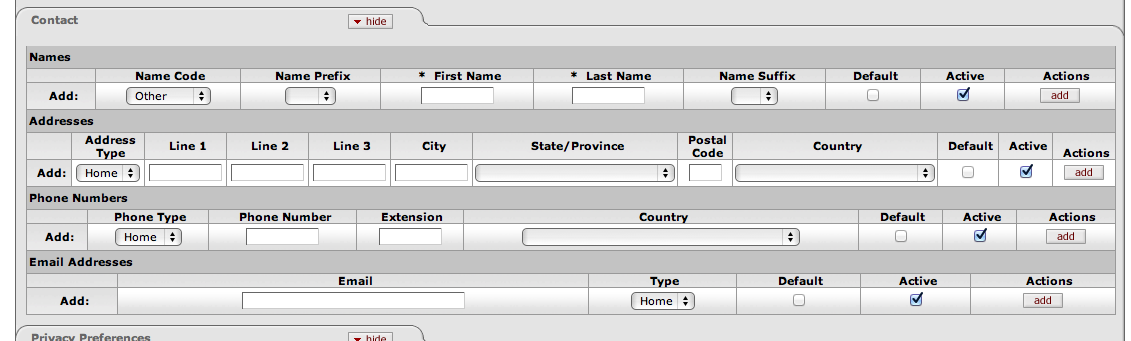 Contact hide
Names
Name Code Name Prefix * First Name * Last Name Name Suffix Default Active Actions
Add: Other add
Addresses
Address Type Line 1 Line 2 Line 3 City State/Province Postal Code Country Default Active Actions
Add: Home add
Phone Numbers
Phone Type Phone Number Extension Country Default Active Actions
Add: Home add
Email Addresses
Email Type Default Active Actions
Add: Home add
Privacy Preferences hide